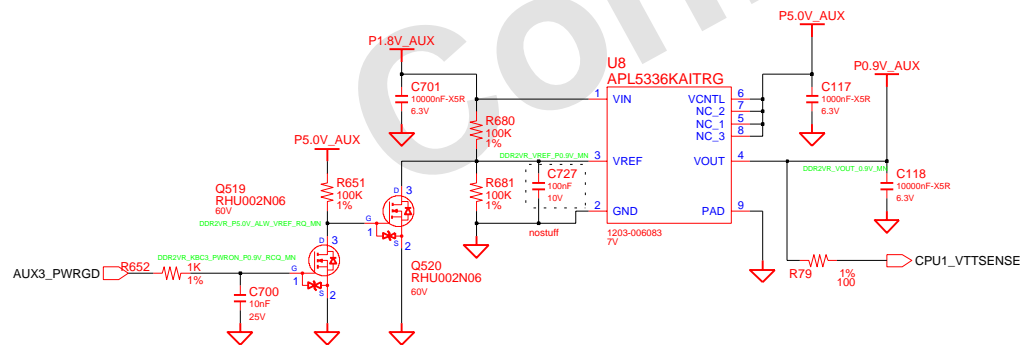 Com
P5.0V_AUX
P1.8V_AUX
P0.9V_AUX
U8
APL5336KAITRG
C701
10000nF-X5R
6.3V
C117
10000nF-X5R
6.3V
1 VIN
VCNTL 6
NC_2 7
NC_1 5
NC_3 8
R680
100K
1%
P5.0V_AUX
DDR2VR_VREF_P0.9V_MN
3 VREF
VOUT 4
DDR2VR_VOUT_0.9V_MN
Q519
RHU002N06
60V
R651
100K
1%
D 3
G
1
S
2
R681
100K
1%
C727
100nF
10V
C118
10000nF-X5R
6.3V
DDR2VR_P5.0V_ALW_VREF_RQ_MN
2 GND
PAD 9
nostuff
1203-006083
7V
D 3
G
1
S
2
DDR2VR_KBC3_PWRON_P0.9V_RCQ_MN
AUX3_PWRGD
R652
1K
1%
Q520
RHU002N06
60V
C700
10nF
25V
R79
1%
100
CPU1_VTTSENSE